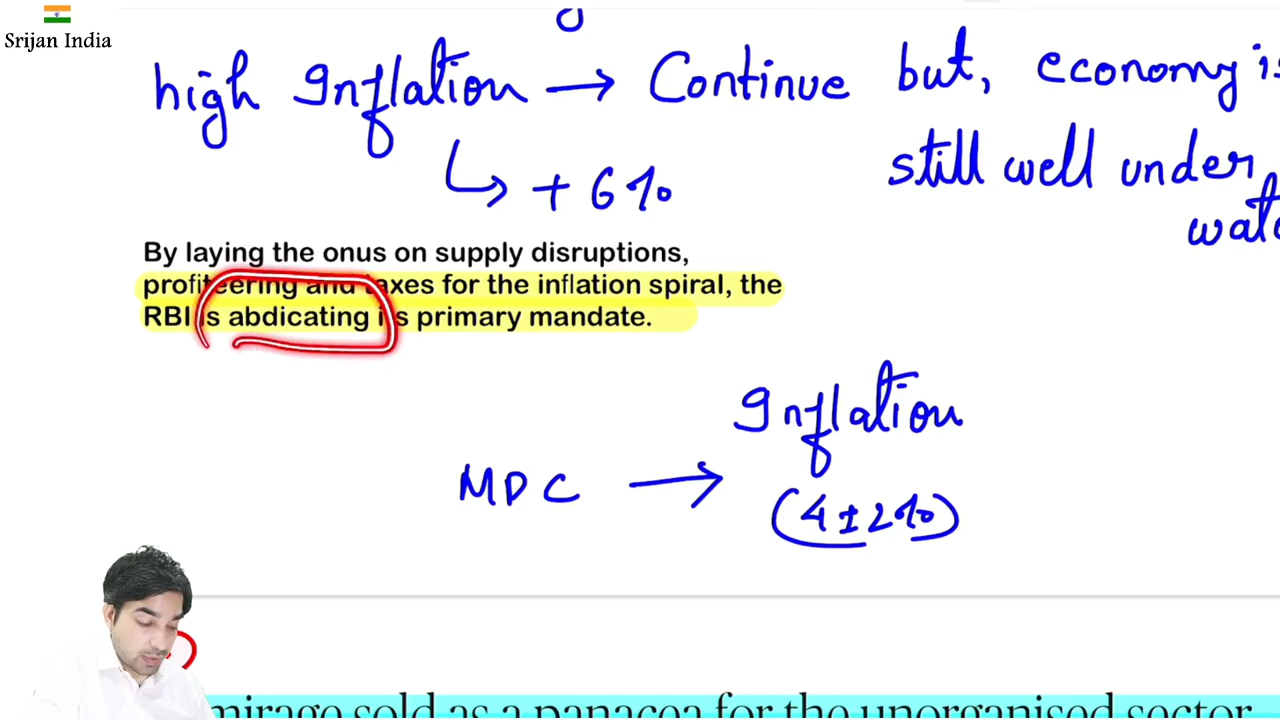 Srijan India
high Inflation → Continue but, economy is
still well under
wate
↳ + 6%
By laying the onus on supply disruptions,
profiteering and taxes for the inflation spiral, the
RBI is abdicating its primary mandate.
Inflation
MPC →
(4 ± 2%)
mirage sold as a panacea for the unorganised sector